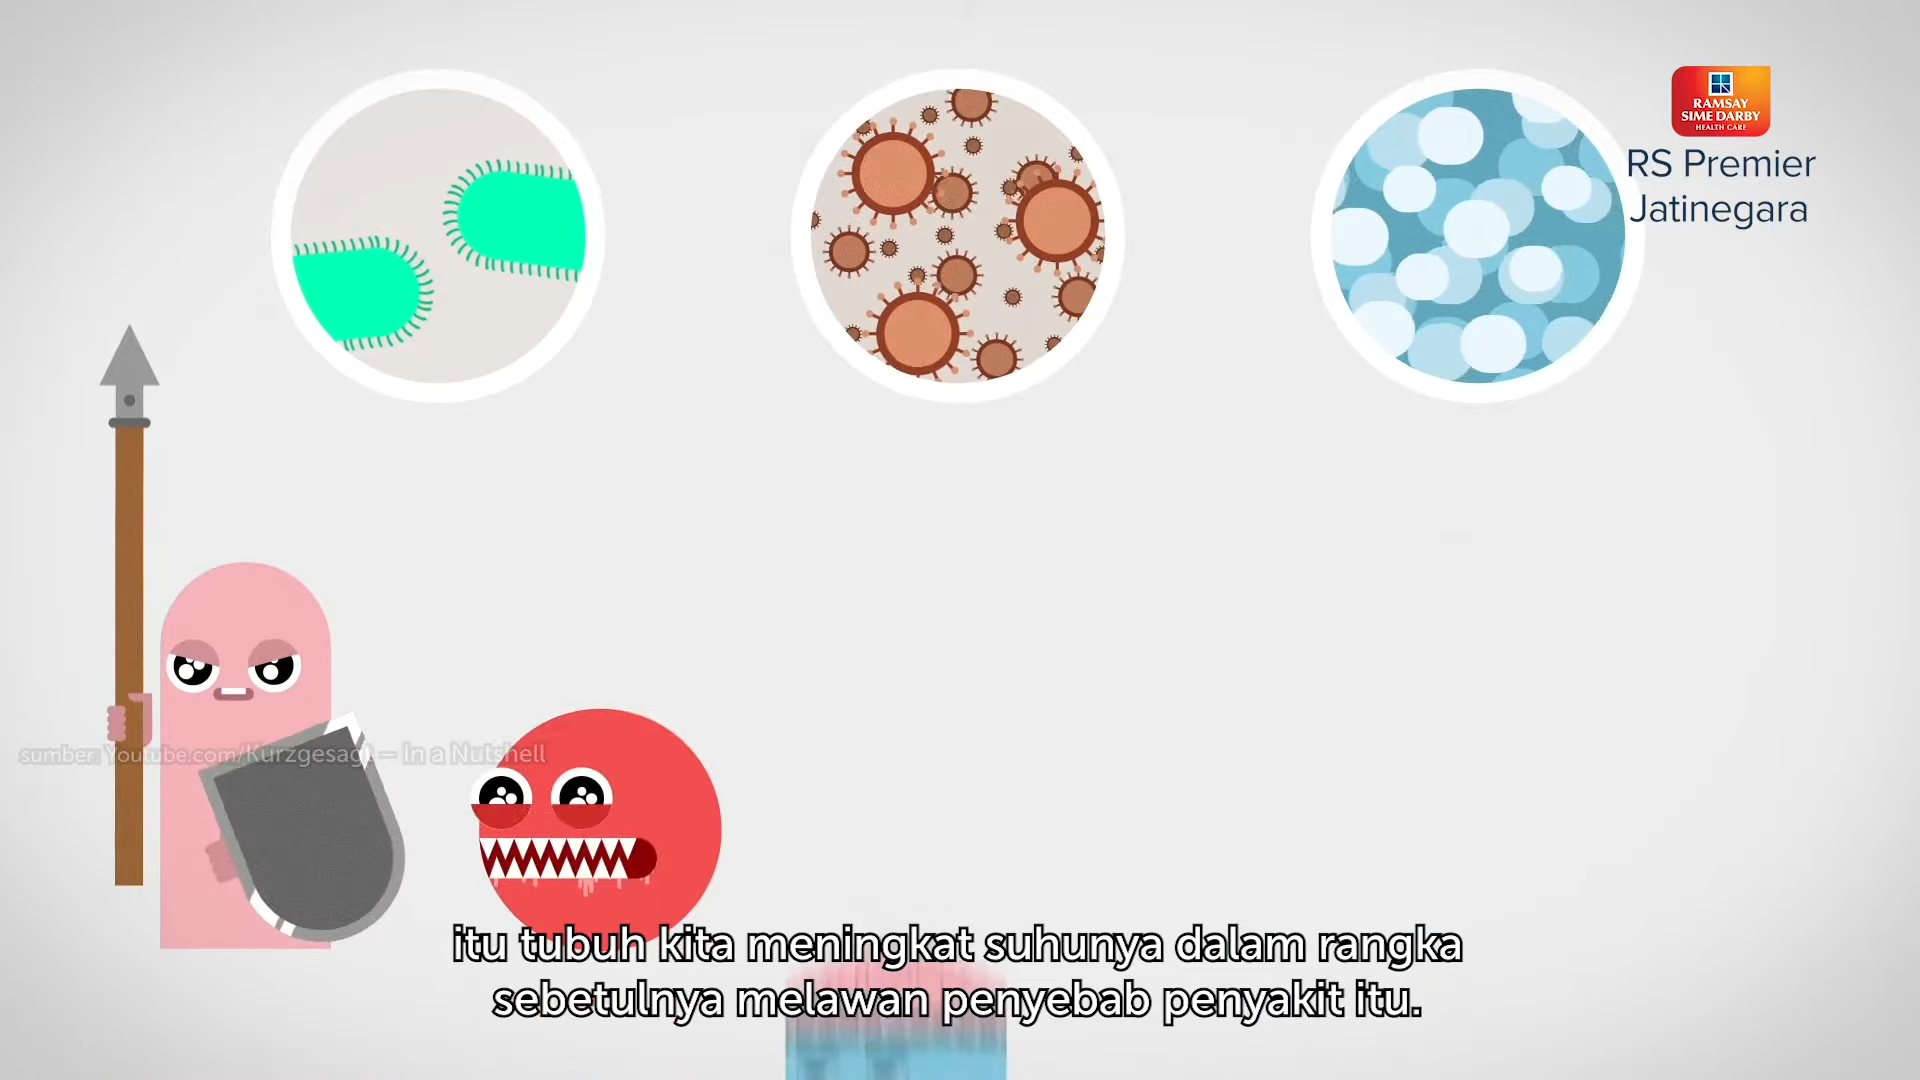 RAMSAY
SIME DARBY
HEALTH CARE
RS Premier
Jatinegara
sumber: Youtube.com/Kurzgesagt – In a Nutshell
itu tubuh kita meningkat suhunya dalam rangka
sebetulnya melawan penyebab penyakit itu.